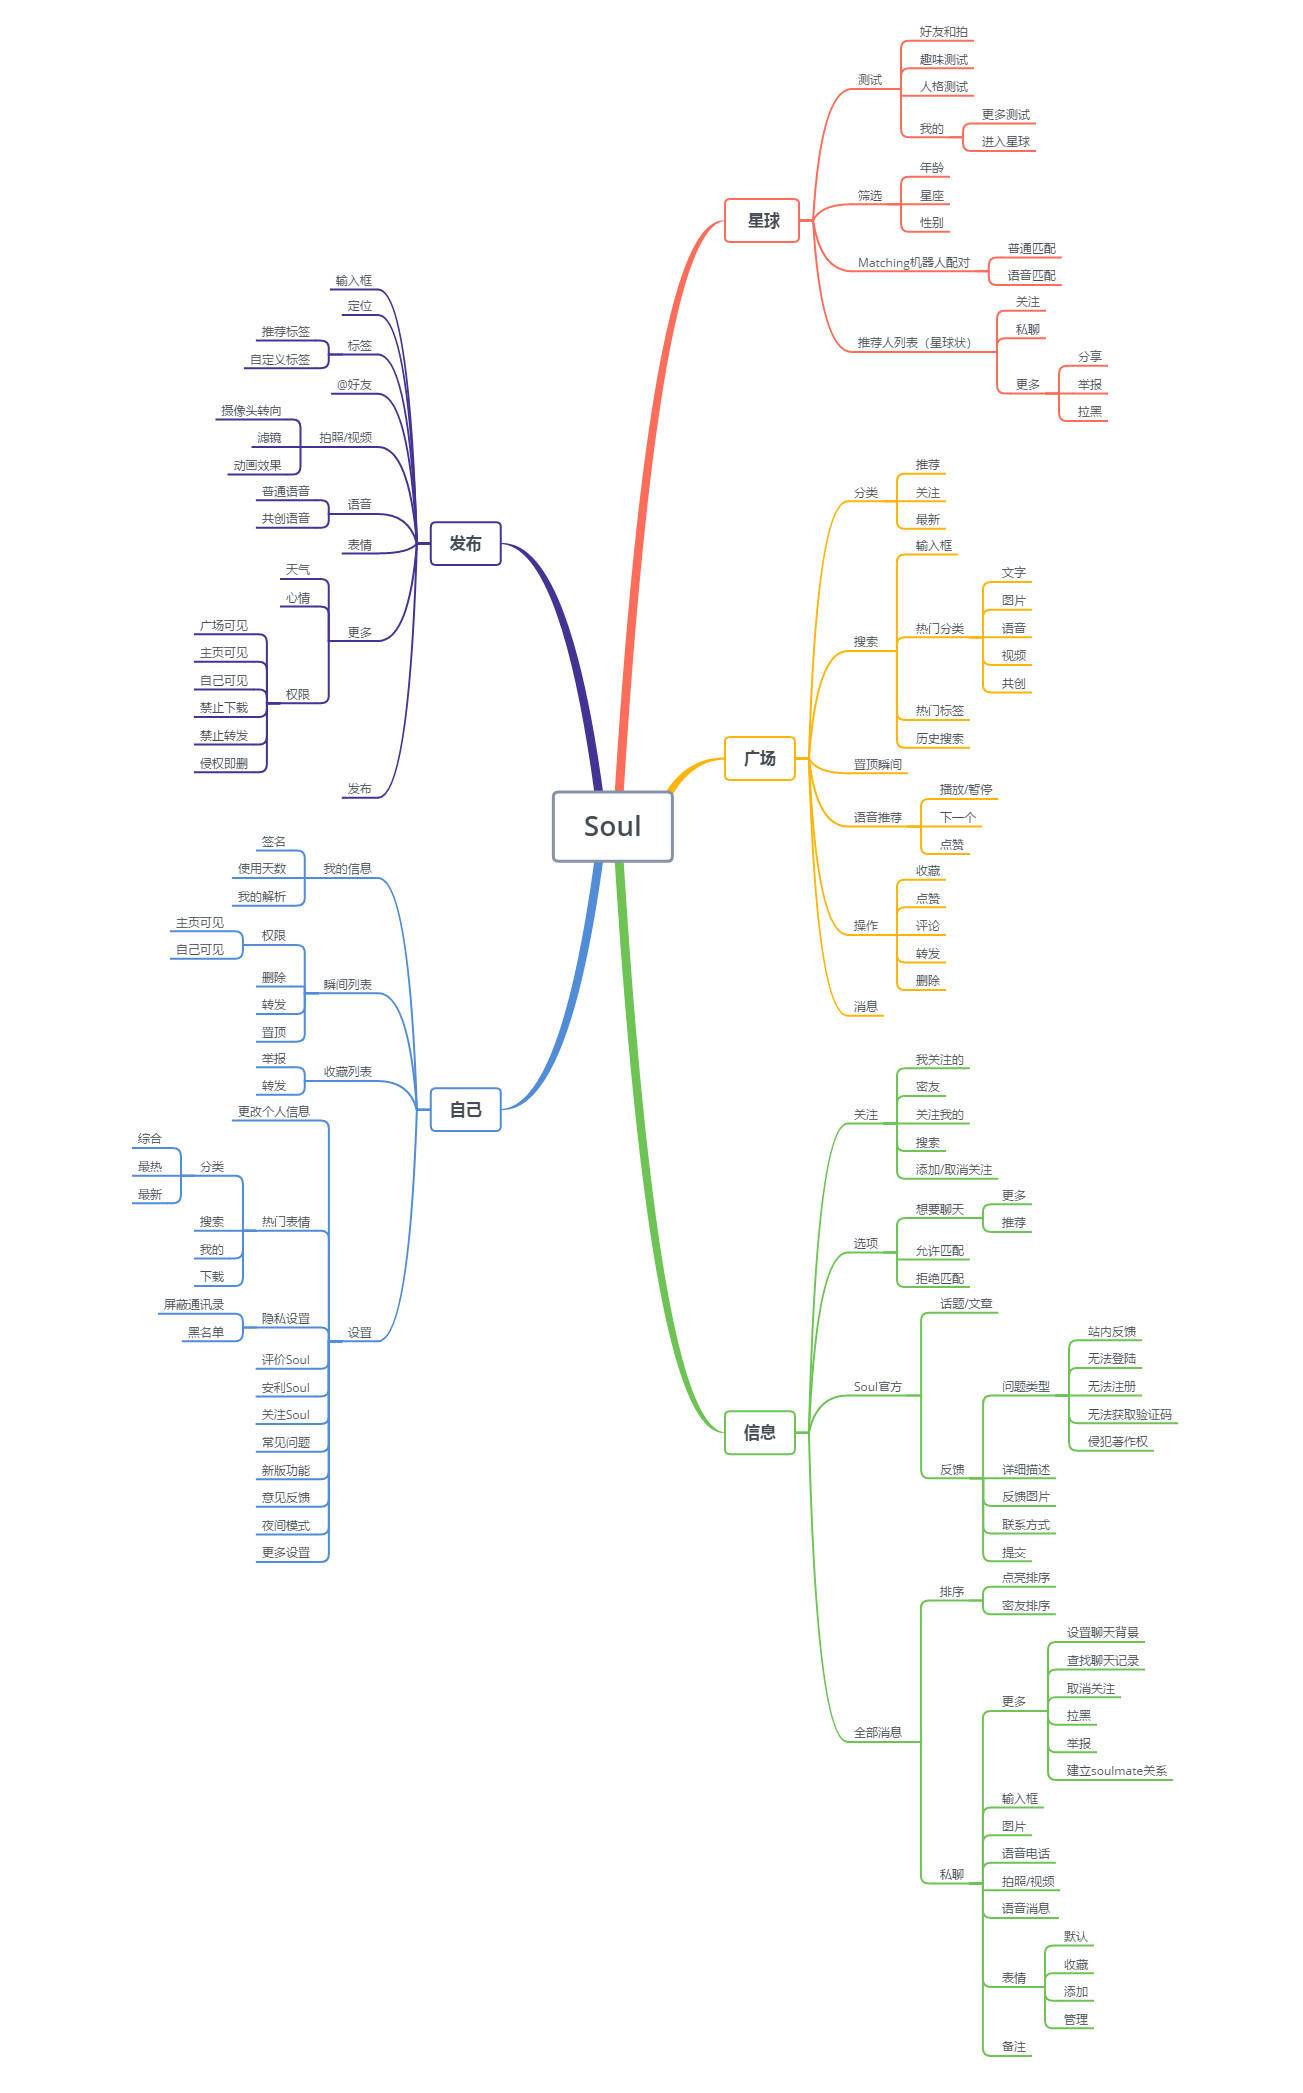 Soul
星球
测试
好友和拍
趣味测试
人格测试
我的
更多测试
进入星球
筛选
年龄
星座
性别
Matching机器人配对
普通匹配
语音匹配
推荐人列表（星球状）
关注
私聊
更多
分享
举报
拉黑
广场
分类
推荐
关注
最新
搜索
输入框
热门分类
文字
图片
语音
视频
共创
热门标签
历史搜索
置顶瞬间
语音推荐
播放/暂停
下一个
点赞
操作
收藏
点赞
评论
转发
删除
消息
信息
关注
我关注的
密友
关注我的
搜索
添加/取消关注
选项
想要聊天
更多
推荐
允许匹配
拒绝匹配
Soul官方
话题/文章
反馈
问题类型
站内反馈
无法登陆
无法注册
无法获取验证码
侵犯著作权
详细描述
反馈图片
联系方式
提交
全部消息
排序
点亮排序
密友排序
私聊
更多
设置聊天背景
查找聊天记录
取消关注
拉黑
举报
建立soulmate关系
输入框
图片
语音电话
拍照/视频
语音消息
表情
默认
收藏
添加
管理
备注
发布
输入框
定位
标签
推荐标签
自定义标签
@好友
拍照/视频
摄像头转向
滤镜
动画效果
语音
普通语音
共创语音
表情
更多
天气
心情
权限
广场可见
主页可见
自己可见
禁止下载
禁止转发
侵权即删
发布
自己
我的信息
签名
使用天数
我的解析
瞬间列表
权限
主页可见
自己可见
删除
转发
置顶
收藏列表
举报
转发
设置
更改个人信息
热门表情
分类
综合
最热
最新
搜索
我的
下载
隐私设置
屏蔽通讯录
黑名单
评价Soul
安利Soul
关注Soul
常见问题
新版功能
意见反馈
夜间模式
更多设置